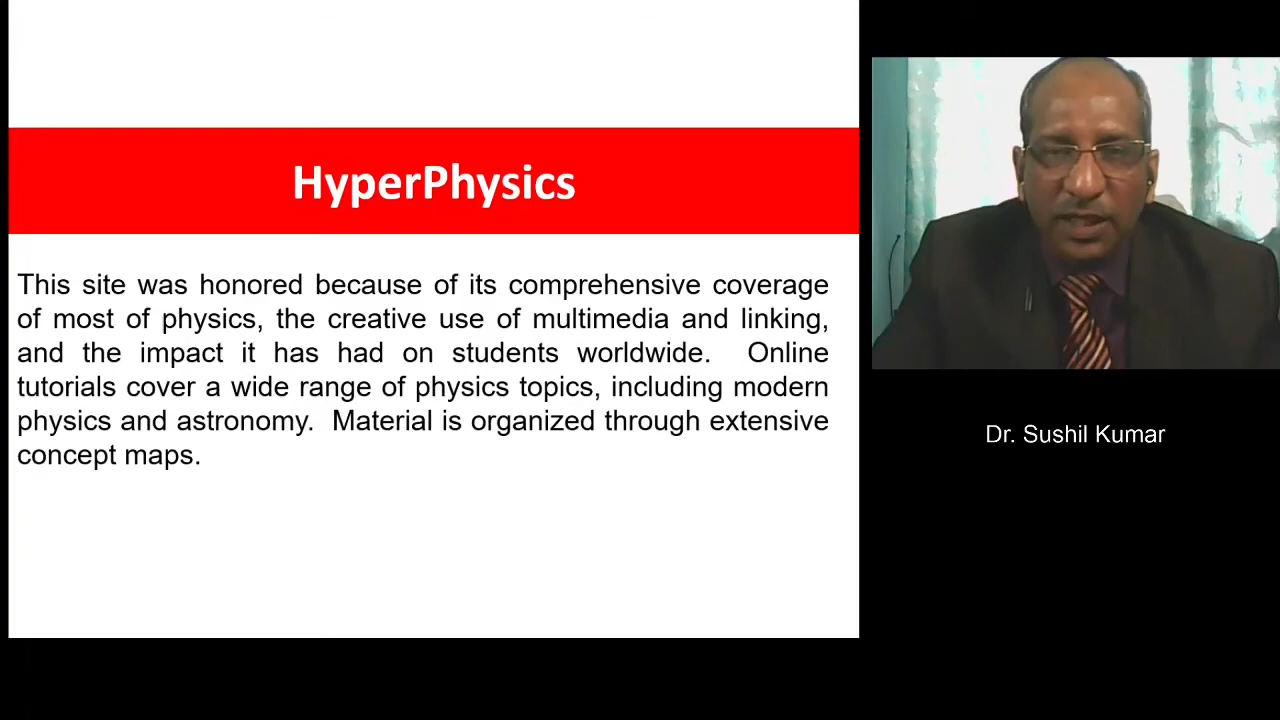 HyperPhysics
This site was honored because of its comprehensive coverage
of most of physics, the creative use of multimedia and linking,
and the impact it has had on students worldwide. Online
tutorials cover a wide range of physics topics, including modern
physics and astronomy. Material is organized through extensive
concept maps.
Dr. Sushil Kumar